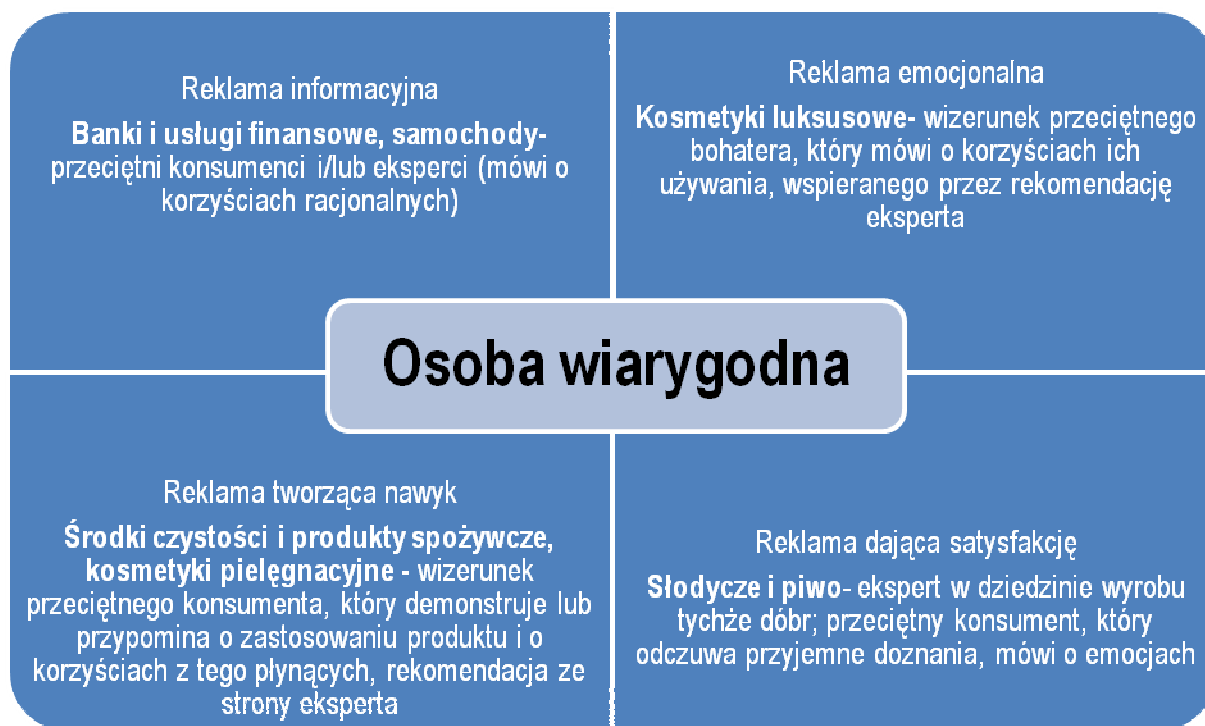 Reklama informacyjna
Banki i usługi finansowe, samochody-
przeciętni konsumenci i/lub eksperci (mówi o
korzyściach racjonalnych)
Reklama emocjonalna
Kosmetyki luksusowe- wizerunek przeciętnego
bohatera, który mówi o korzyściach ich
używania, wspieranego przez rekomendację
eksperta
Osoba wiarygodna
Reklama tworząca nawyk
Środki czystości i produkty spożywcze,
kosmetyki pielęgnacyjne - wizerunek
przeciętnego konsumenta, który demonstruje lub
przypomina o zastosowaniu produktu i o
korzyściach z tego płynących, rekomendacja ze
strony eksperta
Reklama dająca satysfakcję
Słodycze i piwo- ekspert w dziedzinie wyrobu
tychże dóbr; przeciętny konsument, który
odczuwa przyjemne doznania, mówi o emocjach